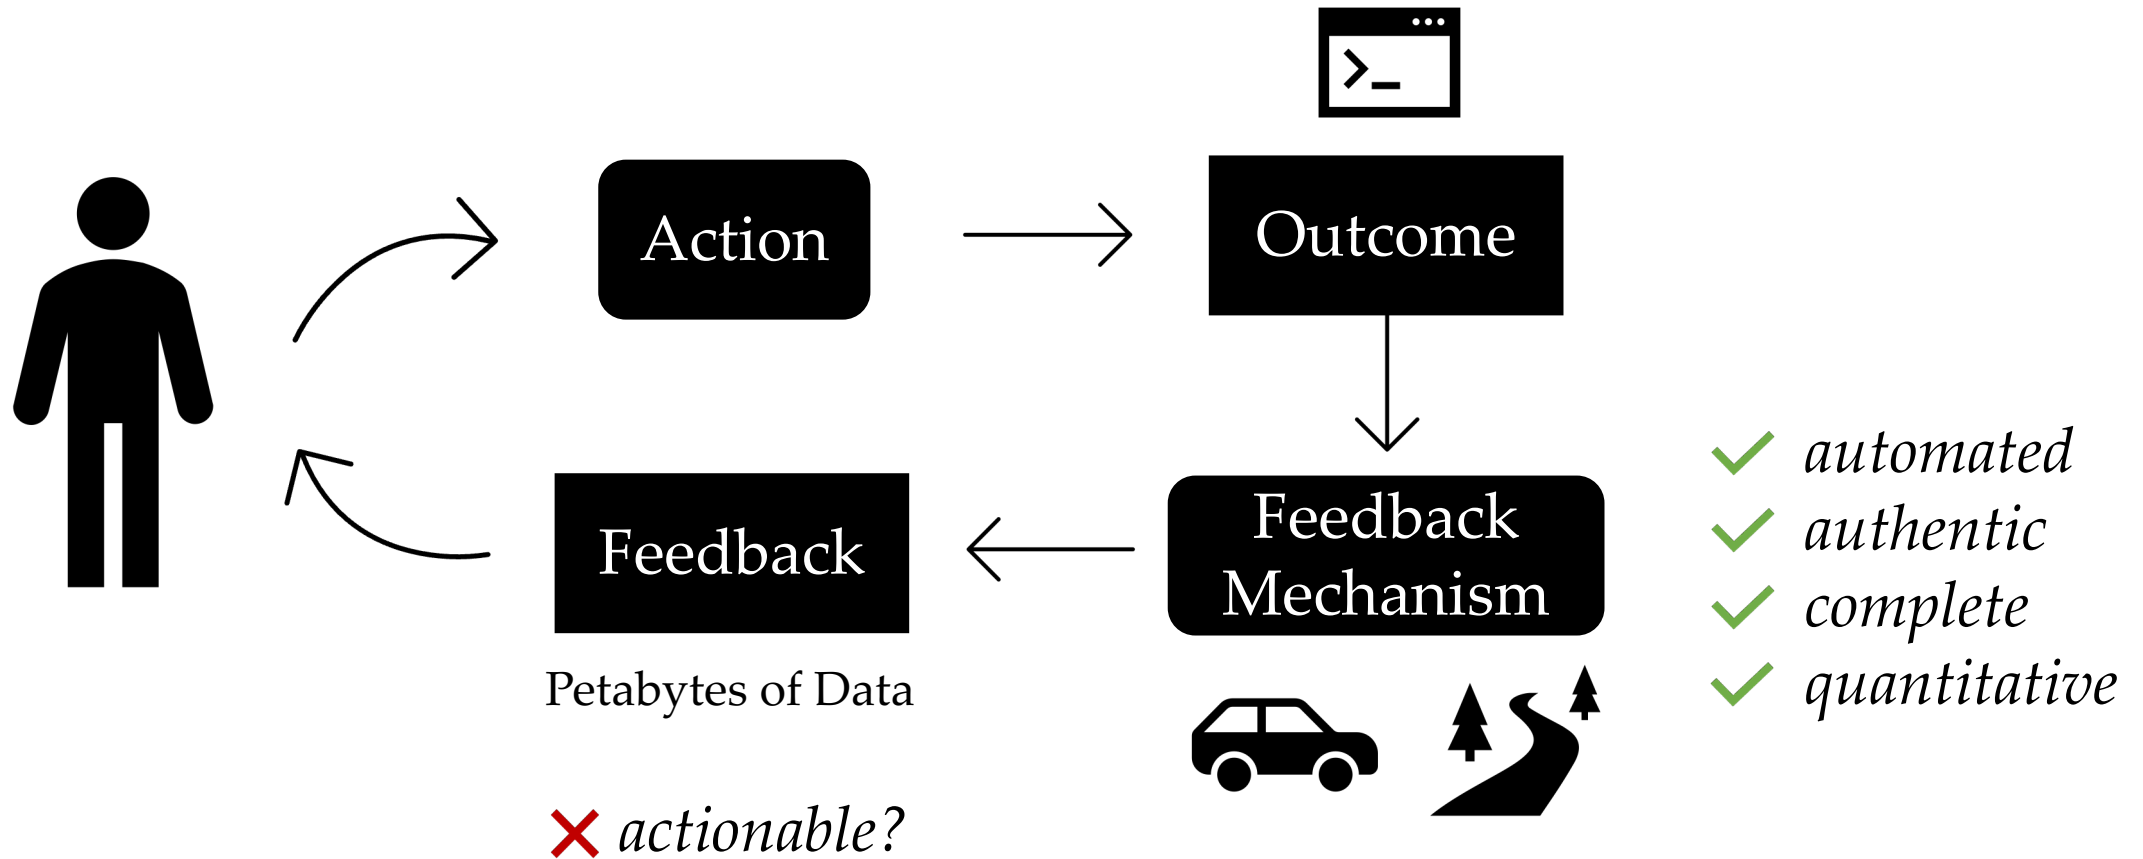 Action
Outcome
Feedback
Mechanism
automated
authentic
complete
quantitative
Feedback
Petabytes of Data
actionable?